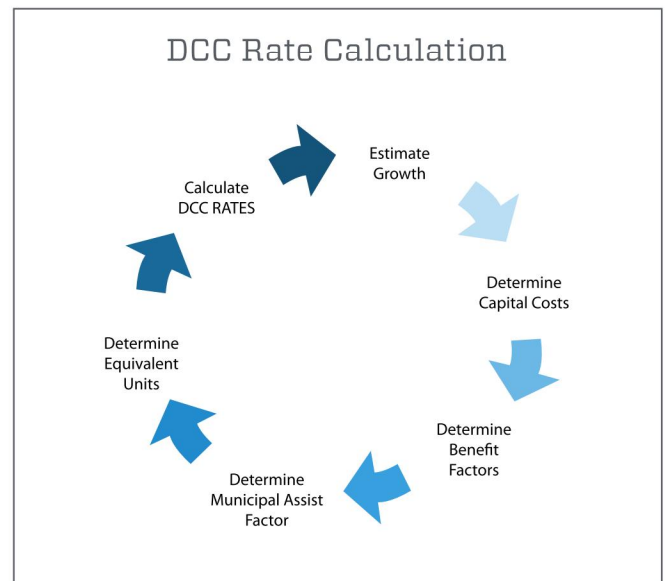 DCC Rate Calculation
Estimate
Growth
Determine
Capital Costs
Determine
Benefit
Factors
Determine
Municipal Assist
Factor
Determine
Equivalent
Units
Calculate
DCC RATES